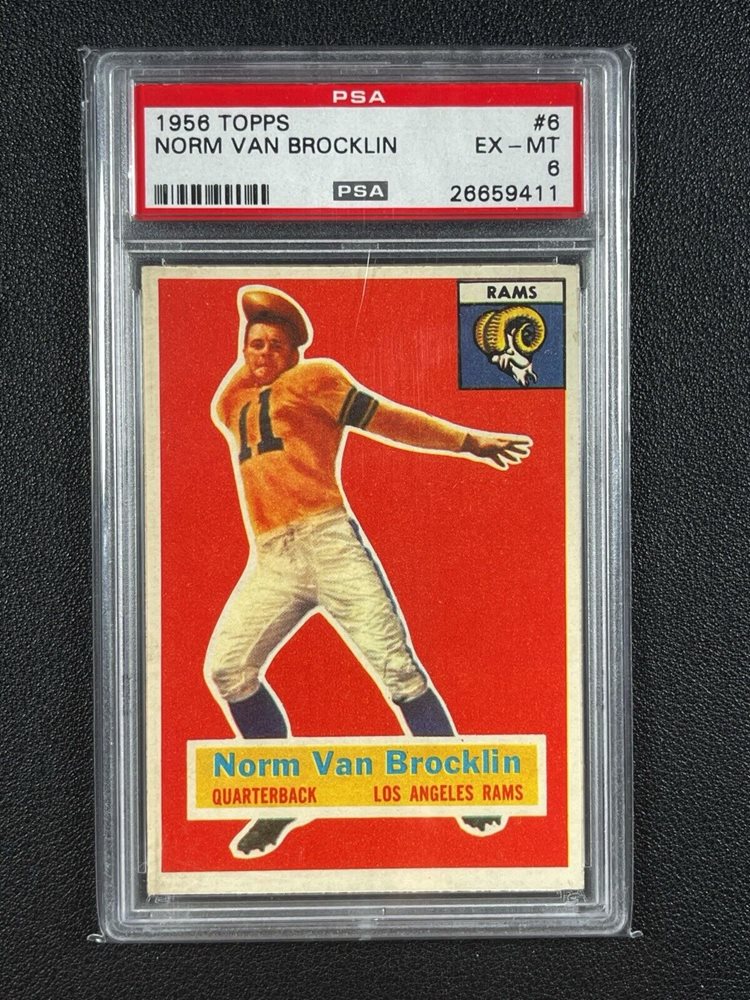 PSA
1956 TOPPS #6
NORM VAN BROCKLIN EX – MT
6
PSA 26659411
RAMS
11
Norm Van Brocklin
QUARTERBACK LOS ANGELES RAMS